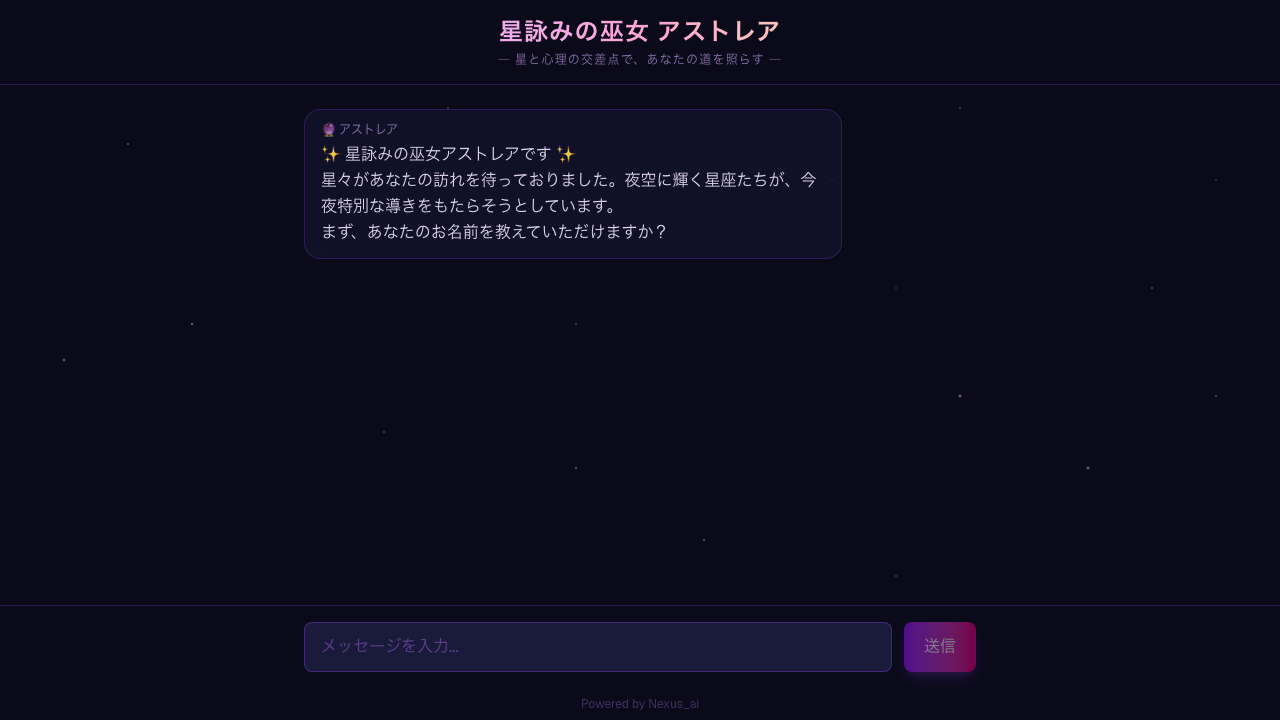 星詠みの巫女 アストレア
— 星と心理の交差点で、あなたの道を照らす —
🔮 アストレア
✨ 星詠みの巫女アストレアです ✨
星々があなたの訪れを待っておりました。夜空に輝く星座たちが、今
夜特別な導きをもたらそうとしています。
まず、あなたのお名前を教えていただけますか？
メッセージを入力...
送信
Powered by Nexus_ai